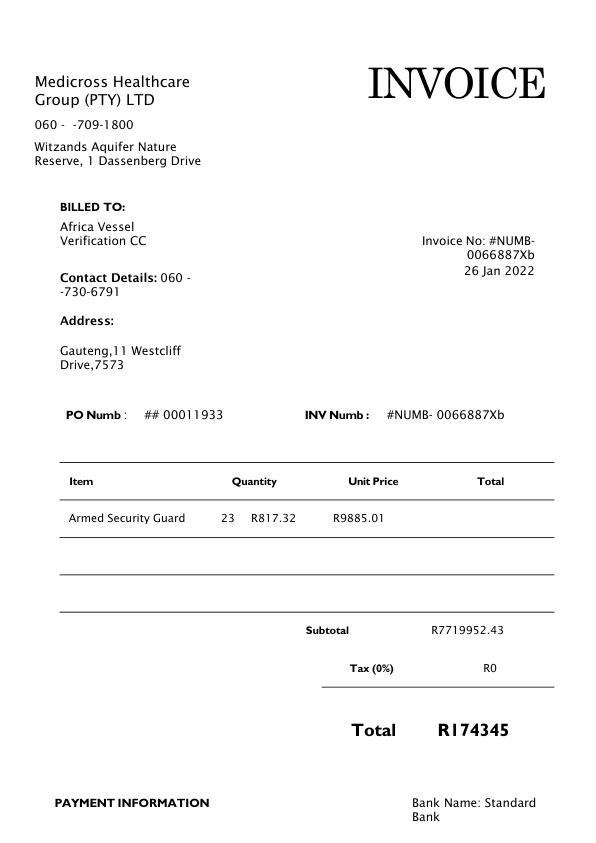 INVOICE
Medicross Healthcare
Group (PTY) LTD
060 -  -709-1800
Witzands Aquifer Nature
Reserve, 1 Dassenberg Drive
BILLED TO:
Africa Vessel
Verification CC
Invoice No: #NUMB-
0066887Xb
26 Jan 2022
Contact Details: 060 -
-730-6791
Address:
Gauteng,11 Westcliff
Drive,7573
PO Numb : ## 00011933 INV Numb : #NUMB- 0066887Xb
Item Quantity Unit Price Total
Armed Security Guard 23 R817.32 R9885.01
Subtotal R7719952.43
Tax (0%) R0
Total R174345
PAYMENT INFORMATION
Bank Name: Standard
Bank